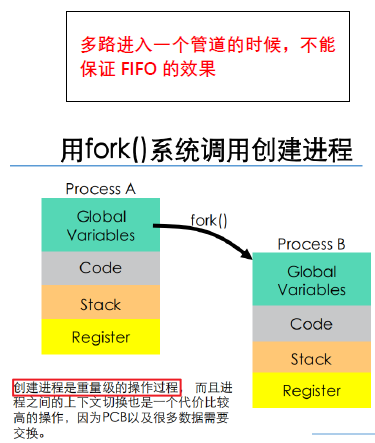 多路进入一个管道的时候，不能
保证 FIFO 的效果
用fork()系统调用创建进程
Process A
Global
Variables
Code
Stack
Register
fork()
Process B
Global
Variables
Code
Stack
Register
创建进程是重量级的操作过程， 而且进
程之间的上下文切换也是一个代价比较
高的操作，因为PCB以及很多数据需要
交换。